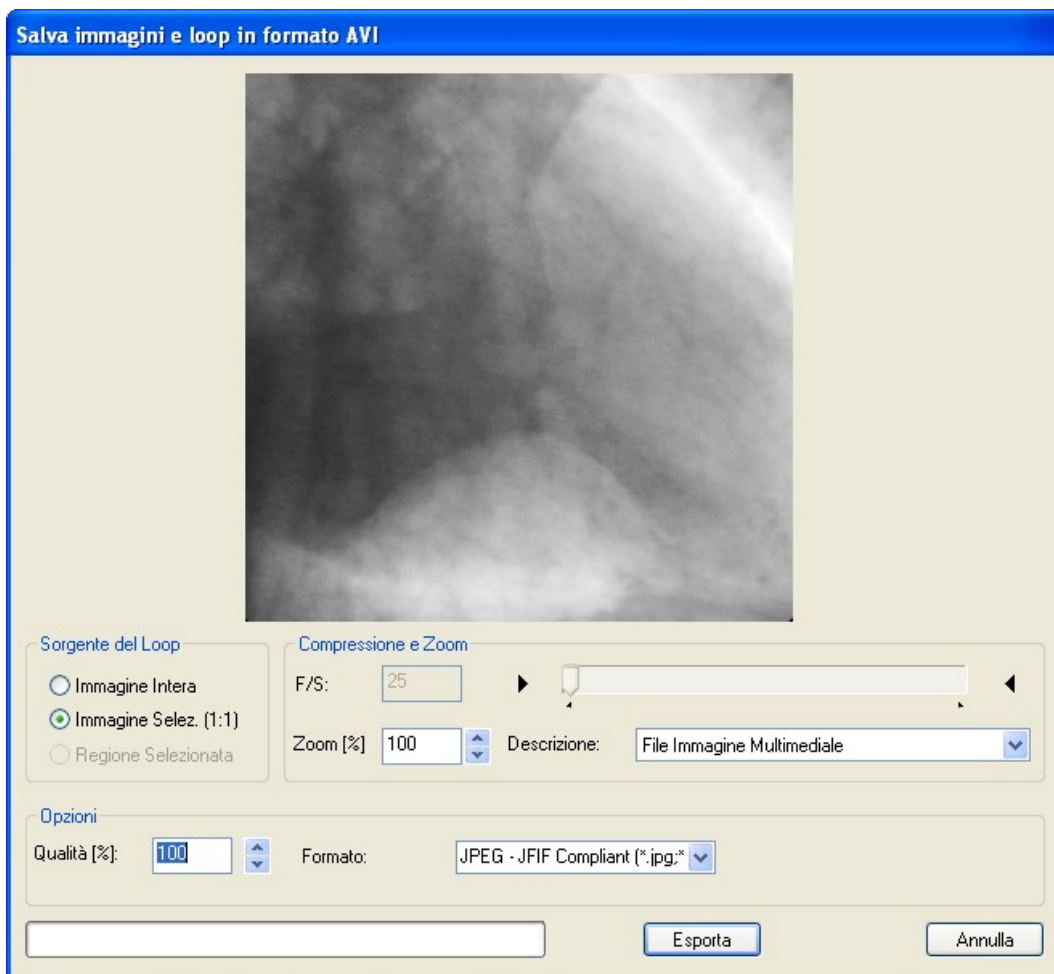 Salva immagini e loop in formato AVI
Sorgente del Loop
Immagine Intera
Immagine Selez. (1:1)
Regione Selezionata
Compressione e Zoom
F/S: 25
Zoom [%] 100 Descrizione: File Immagine Multimediale
Opzioni
Qualità [%]: 100 Formato: JPEG - JFIF Compliant (*.jpg;*
Esporta Annulla